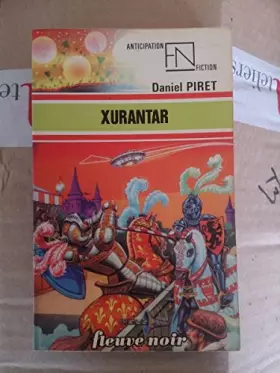 ANTICIPATION
FN
FICTION
Daniel PIRET
XURANTAR
fleuve noir